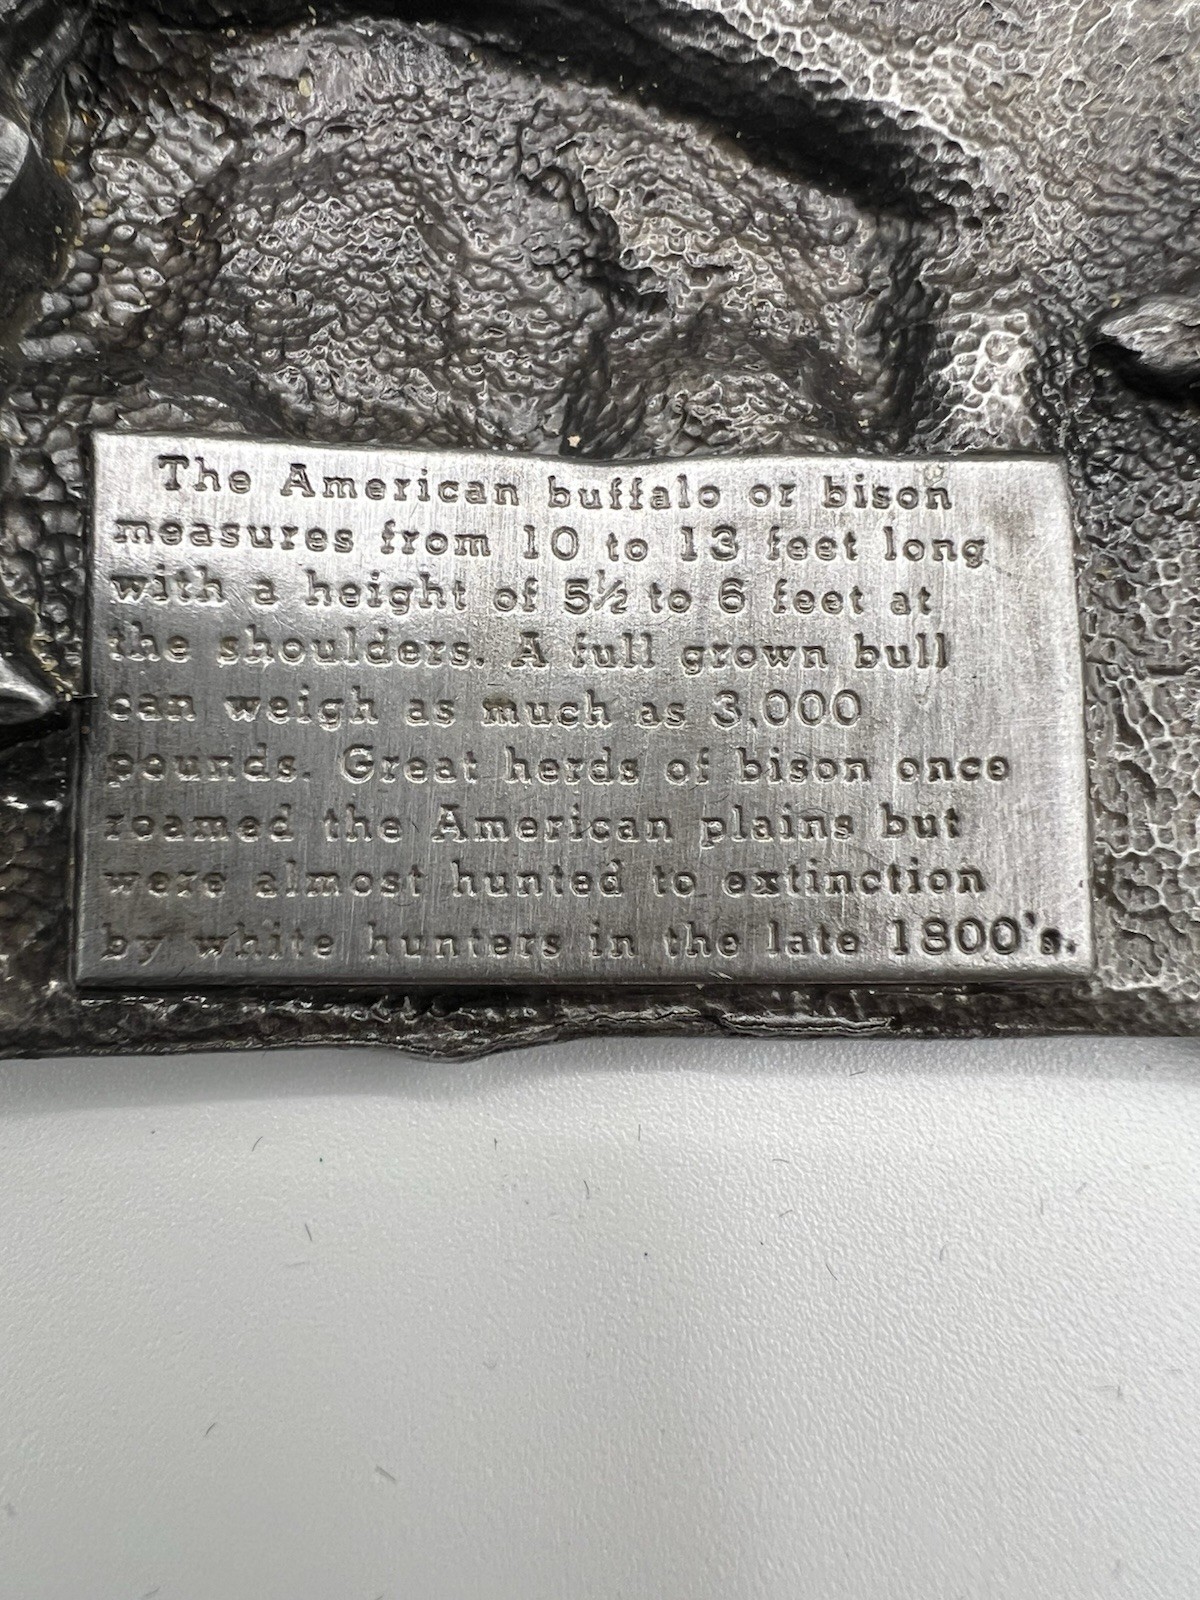 The American buffalo or bison
measures from 10 to 13 feet long
with a height of 5½ to 6 feet at
the shoulders. A full grown bull
can weigh as much as 3,000
pounds. Great herds of bison once
roamed the American plains but
were almost hunted to extinction
by white hunters in the late 1800's.